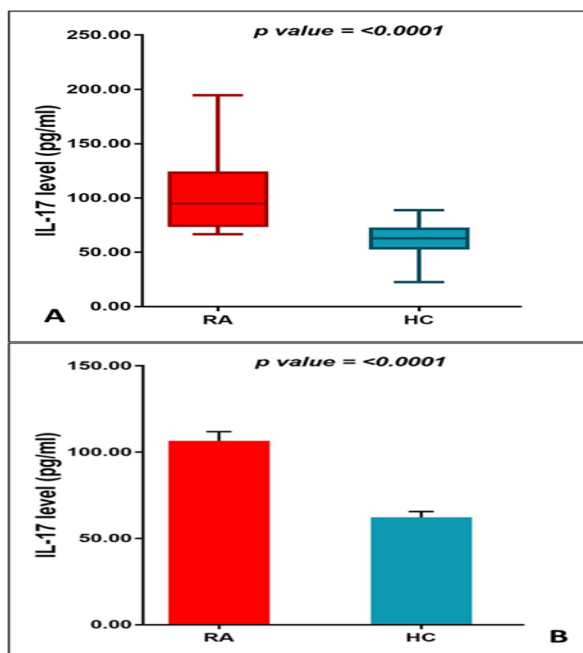 p value = <0.0001
250.00
200.00
150.00
100.00
50.00
0.00
IL-17 level (pg/ml)
RA
HC
A
p value = <0.0001
150.00
100.00
50.00
0.00
IL-17 level (pg/ml)
RA
HC
B